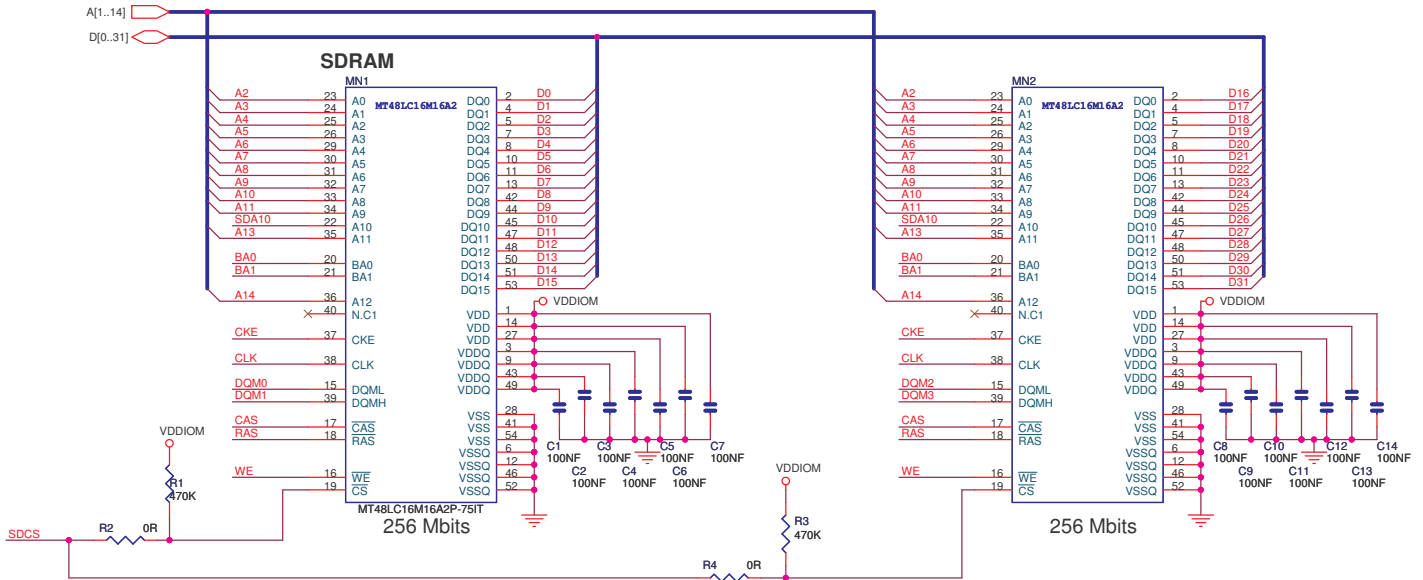 A[1..14]
D[0..31]
SDRAM
MN1
MT48LC16M16A2
A2 23 A0 DQ0 2 D0
A3 24 A1 DQ1 4 D1
A4 25 A2 DQ2 5 D2
A5 26 A3 DQ3 7 D3
A6 29 A4 DQ4 8 D4
A7 30 A5 DQ5 10 D5
A8 31 A6 DQ6 11 D6
A9 32 A7 DQ7 13 D7
A10 33 A8 DQ8 42 D8
A11 34 A9 DQ9 44 D9
SDA10 22 A10 DQ10 45 D10
A13 35 A11 DQ11 47 D11
DQ12 48 D12
BA0 20 BA0 DQ13 50 D13
BA1 21 BA1 DQ14 51 D14
DQ15 53 D15
A14 36 A12
VDDIOM
40 N.C1 VDD 1
VDD 14
CKE 37 CKE VDD 27
VDDQ 3
CLK 38 CLK VDDQ 9
VDDQ 43
DQM0 15 DQML VDDQ 49
DQM1 39 DQMH
VSS 28
CAS 17 CAS VSS 41
RAS 18 RAS VSS 54
VSSQ 6
VSSQ 12
WE 16 WE VSSQ 46
19 CS VSSQ 52
MT48LC16M16A2P-75IT
256 Mbits
C1 C3 C5 C7
100NF 100NF 100NF 100NF
C2 C4 C6
100NF 100NF 100NF
VDDIOM
R1
470K
SDCS
R2 0R
MN2
MT48LC16M16A2
A2 23 A0 DQ0 2 D16
A3 24 A1 DQ1 4 D17
A4 25 A2 DQ2 5 D18
A5 26 A3 DQ3 7 D19
A6 29 A4 DQ4 8 D20
A7 30 A5 DQ5 10 D21
A8 31 A6 DQ6 11 D22
A9 32 A7 DQ7 13 D23
A10 33 A8 DQ8 42 D24
A11 34 A9 DQ9 44 D25
SDA10 22 A10 DQ10 45 D26
A13 35 A11 DQ11 47 D27
DQ12 48 D28
BA0 20 BA0 DQ13 50 D29
BA1 21 BA1 DQ14 51 D30
DQ15 53 D31
A14 36 A12
VDDIOM
40 N.C1 VDD 1
VDD 14
CKE 37 CKE VDD 27
VDDQ 3
CLK 38 CLK VDDQ 9
VDDQ 43
DQM2 15 DQML VDDQ 49
DQM3 39 DQMH
VSS 28
CAS 17 CAS VSS 41
RAS 18 RAS VSS 54
VSSQ 6
VSSQ 12
WE 16 WE VSSQ 46
19 CS VSSQ 52
256 Mbits
C8 C10 C12 C14
100NF 100NF 100NF 100NF
C9 C11 C13
100NF 100NF 100NF
VDDIOM
R3
470K
R4 0R